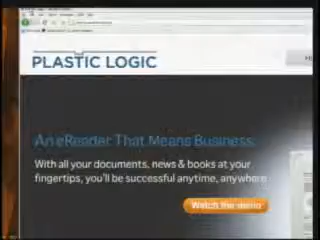 PLASTIC LOGIC
An eReader That Means Business.
With all your documents, news & books at your
fingertips, you'll be successful anytime, anywhere
Watch the demo